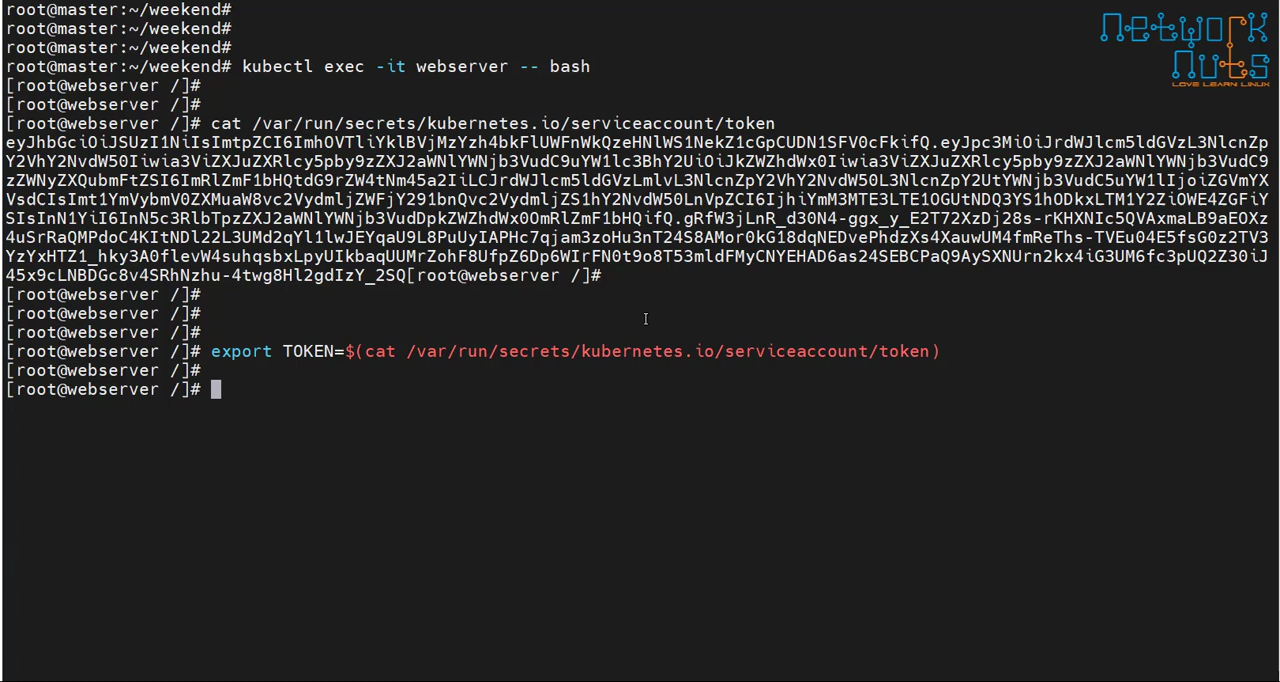 root@master:~/weekend#
root@master:~/weekend#
root@master:~/weekend#
root@master:~/weekend# kubectl exec -it webserver -- bash
[root@webserver /]#
[root@webserver /]#
[root@webserver /]# cat /var/run/secrets/kubernetes.io/serviceaccount/token
eyJhbGciOiJSUzI1NiIsImtpZCI6ImhOVTliYklBVjMzYzh4bkFlUWFnWkQzeHNlWS1NekZ1cGpCUDN1SFV0cFkifQ.eyJpc3MiOiJrdWJlcm5ldGVzL3NlcnZp
Y2VhY2NvdW50Iiwia3ViZXJuZXRlcy5pby9zZXJ2aWNlYWNjb3VudC9uYW1lc3BhY2UiOiJkZWZhdWx0Iiwia3ViZXJuZXRlcy5pby9zZXJ2aWNlYWNjb3VudC9
zZWNyZXQubmFtZSI6ImRlZmF1bHQtdG9rZW4tNm45a2IiLCJrdWJlcm5ldGVzLmlvL3NlcnZpY2VhY2NvdW50L3NlcnZpY2UtYWNjb3VudC5uYW1lIjoiZGVmYX
VsdCIsImt1YmVybmV0ZXMuaW8vc2VydmljZWFjY291bnQvc2VydmljZS1hY2NvdW50LnVpZCI6IjhiYmM3MTE3LTE1OGUtNDQ3YS1hODkxLTM1Y2ZiOWE4ZGFiY
SIsInN1YiI6InN5c3RlbTpzZXJ2aWNlYWNjb3VudDpkZWZhdWx0OmRlZmF1bHQifQ.gRfW3jLnR_d30N4-ggx_y_E2T72XzDj28s-rKHXNIc5QVAxmaLB9aEOXz
4uSrRaQMPdoC4KItNDl22L3UMd2qYl1lwJEYqaU9L8PuUyIAPHc7qjam3zoHu3nT24S8AMor0kG18dqNEDvePhdzXs4XauwUM4fmReThs-TVEu04E5fsG0z2TV3
YzYxHTZ1_hky3A0flevW4suhqsbxLpyUIkbaqUUMrZohF8UfpZ6Dp6WIrFN0t9o8T53mldFMyCNYEHAD6as24SEBCPaQ9AySXNUrn2kx4iG3UM6fc3pUQ2Z30iJ
45x9cLNBDGc8v4SRhNzhu-4twg8Hl2gdIzY_2SQ[root@webserver /]#
[root@webserver /]#
[root@webserver /]#
[root@webserver /]#
[root@webserver /]# export TOKEN=$(cat /var/run/secrets/kubernetes.io/serviceaccount/token)
[root@webserver /]#
[root@webserver /]#
Network
Nuts
LOVE LEARN LINUX